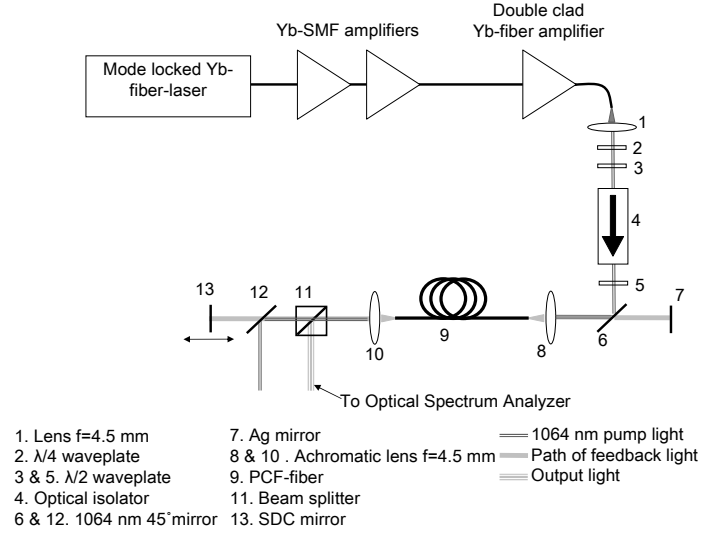 Double clad
Yb-fiber amplifier
Yb-SMF amplifiers
Mode locked Yb-
fiber-laser
1
2
3
4
5
6
7
8
9
10
11
12
13
To Optical Spectrum Analyzer
1. Lens f=4.5 mm
2. λ/4 waveplate
3 & 5. λ/2 waveplate
4. Optical isolator
6 & 12. 1064 nm 45˚mirror
7. Ag mirror
8 & 10 . Achromatic lens f=4.5 mm
9. PCF-fiber
11. Beam splitter
13. SDC mirror
1064 nm pump light
Path of feedback light
Output light